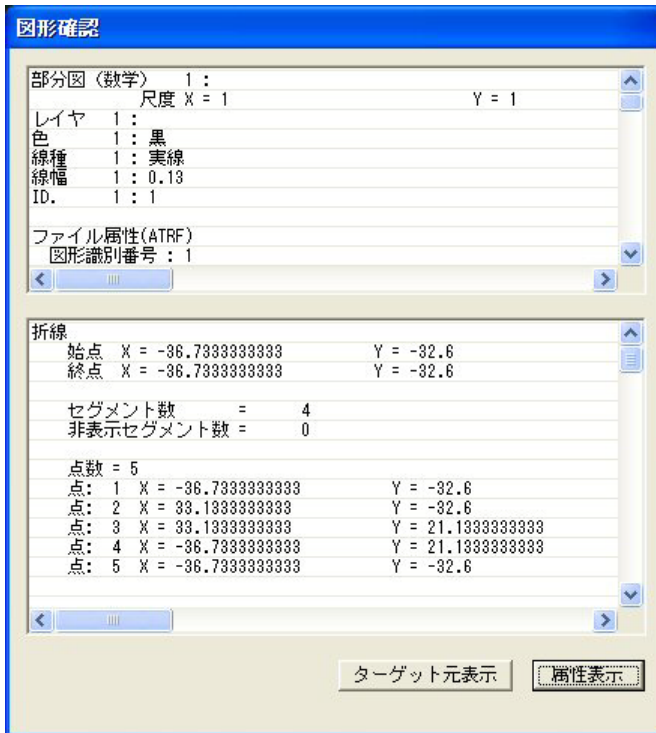 図形確認
部分図 (数学) 1 :
尺度 X = 1 Y = 1
レイヤ 1 :
色 1 : 黒
線種 1 : 実線
線幅 1 : 0.13
ID. 1 : 1
ファイル属性(ATRF)
図形識別番号 : 1
折線
始点 X = -36.7333333333 Y = -32.6
終点 X = -36.7333333333 Y = -32.6
セグメント数 = 4
非表示セグメント数 = 0
点数 = 5
点: 1 X = -36.7333333333 Y = -32.6
点: 2 X = 33.1333333333 Y = -32.6
点: 3 X = 33.1333333333 Y = 21.1333333333
点: 4 X = -36.7333333333 Y = 21.1333333333
点: 5 X = -36.7333333333 Y = -32.6
ターゲット元表示 属性表示